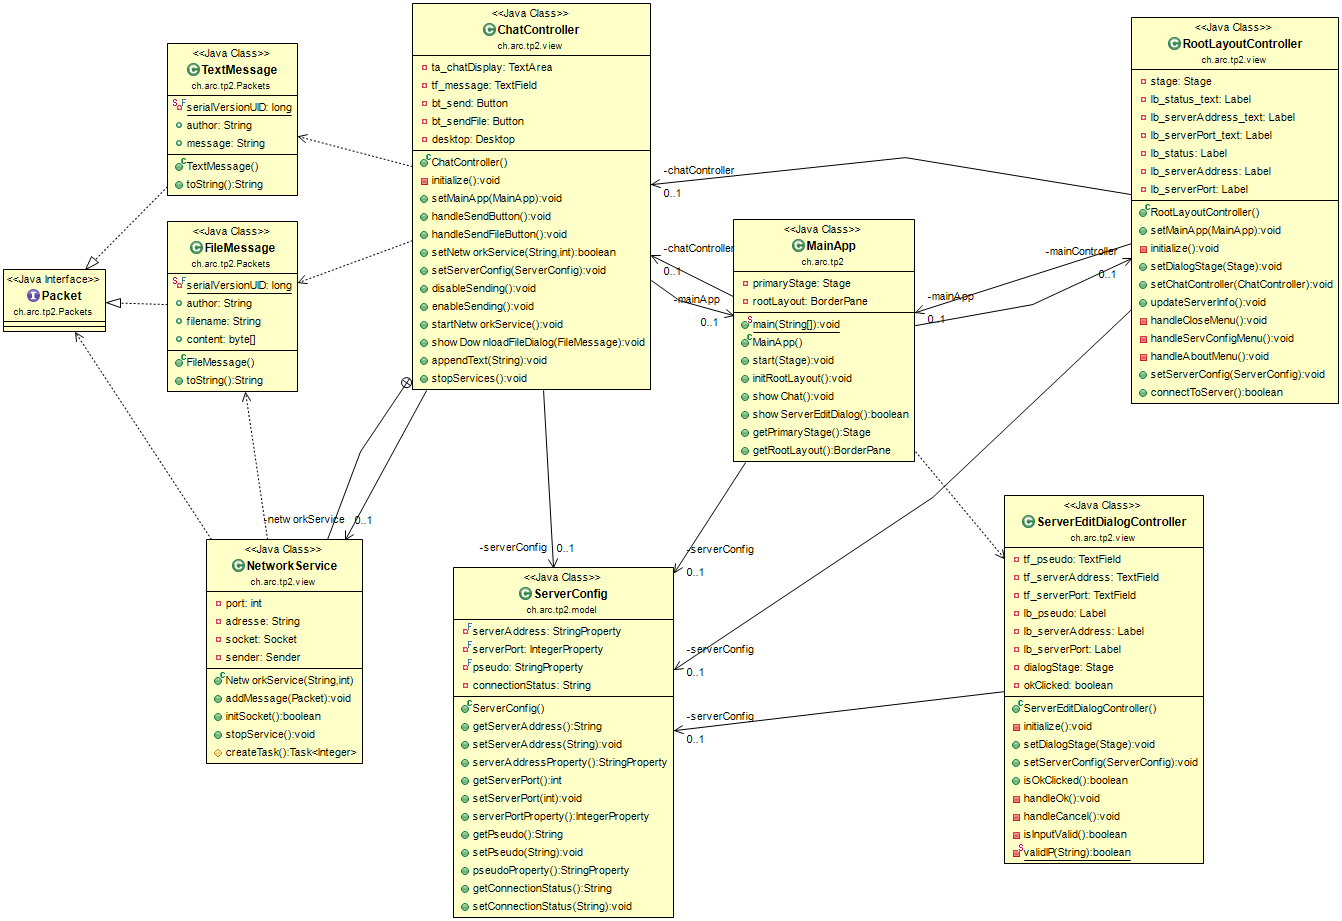 <<Java Class>>
TextMessage
ch.arc.tp2.Packets
serialVersionUID: long
author: String
message: String
TextMessage()
toString():String
<<Java Class>>
FileMessage
ch.arc.tp2.Packets
serialVersionUID: long
author: String
filename: String
content: byte[]
FileMessage()
toString():String
<<Java Interface>>
Packet
ch.arc.tp2.Packets
<<Java Class>>
ChatController
ch.arc.tp2.view
ta_chatDisplay: TextArea
tf_message: TextField
bt_send: Button
bt_sendFile: Button
desktop: Desktop
ChatController()
initialize():void
setMainApp(MainApp):void
handleSendButton():void
handleSendFileButton():void
setNetworkService(String,int):boolean
setServerConfig(ServerConfig):void
disableSending():void
enableSending():void
startNetworkService():void
showDownloadFileDialog(FileMessage):void
appendText(String):void
stopServices():void
-chatController
0..1
-chatController
0..1
-mainApp
0..1
<<Java Class>>
MainApp
ch.arc.tp2
primaryStage: Stage
rootLayout: BorderPane
main(String[]):void
MainApp()
start(Stage):void
initRootLayout():void
showChat():void
showServerEditDialog():boolean
getPrimaryStage():Stage
getRootLayout():BorderPane
-mainController
0..1
-mainApp
0..1
<<Java Class>>
RootLayoutController
ch.arc.tp2.view
stage: Stage
lb_status_text: Label
lb_serverAddress_text: Label
lb_serverPort_text: Label
lb_status: Label
lb_serverAddress: Label
lb_serverPort: Label
RootLayoutController()
setMainApp(MainApp):void
initialize():void
setDialogStage(Stage):void
setChatController(ChatController):void
updateServerInfo():void
handleCloseMenu():void
handleServConfigMenu():void
handleAboutMenu():void
setServerConfig(ServerConfig):void
connectToServer():boolean
-networkService
0..1
<<Java Class>>
NetworkService
ch.arc.tp2.view
port: int
adresse: String
socket: Socket
sender: Sender
NetworkService(String,int)
addMessage(Packet):void
initSocket():boolean
stopService():void
createTask():Task<Integer>
-serverConfig
0..1
-serverConfig
0..1
-serverConfig
0..1
-serverConfig
0..1
<<Java Class>>
ServerConfig
ch.arc.tp2.model
serverAddress: StringProperty
serverPort: IntegerProperty
pseudo: StringProperty
connectionStatus: String
ServerConfig()
getServerAddress():String
setServerAddress(String):void
serverAddressProperty():StringProperty
getServerPort():int
setServerPort(int):void
serverPortProperty():IntegerProperty
getPseudo():String
setPseudo(String):void
pseudoProperty():StringProperty
getConnectionStatus():String
setConnectionStatus(String):void
<<Java Class>>
ServerEditDialogController
ch.arc.tp2.view
tf_pseudo: TextField
tf_serverAddress: TextField
tf_serverPort: TextField
lb_pseudo: Label
lb_serverAddress: Label
lb_serverPort: Label
dialogStage: Stage
okClicked: boolean
ServerEditDialogController()
initialize():void
setDialogStage(Stage):void
setServerConfig(ServerConfig):void
isOkClicked():boolean
handleOk():void
handleCancel():void
isInputValid():boolean
validIP(String):boolean